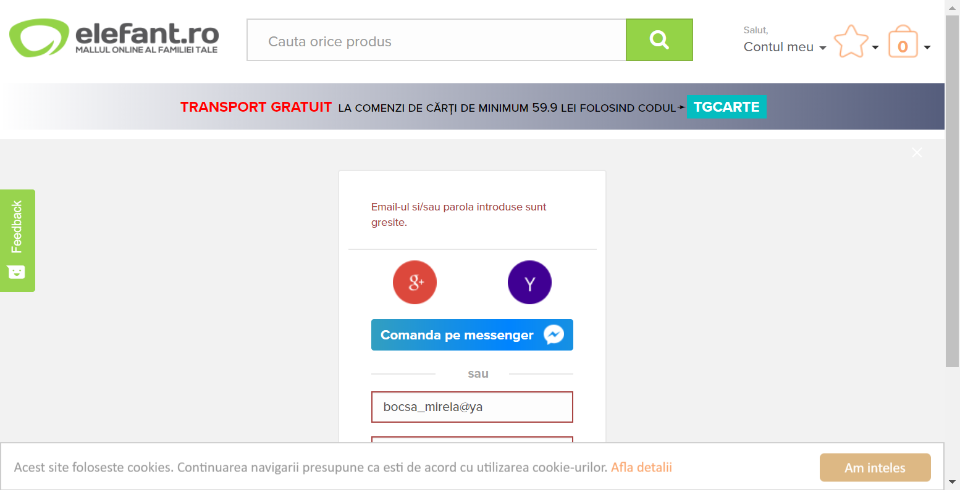 elefant.ro
MALLUL ONLINE AL FAMILIEI TALE
Cauta orice produs
Salut,
Contul meu
0
TRANSPORT GRATUIT LA COMENZI DE CĂRȚI DE MINIMUM 59.9 LEI FOLOSIND CODUL TGCARTE
Feedback
Email-ul si/sau parola introduse sunt
gresite.
g+
Y
Comanda pe messenger
sau
bocsa_mirela@ya
Acest site foloseste cookies. Continuarea navigarii presupune ca esti de acord cu utilizarea cookie-urilor. Afla detalii
Am inteles